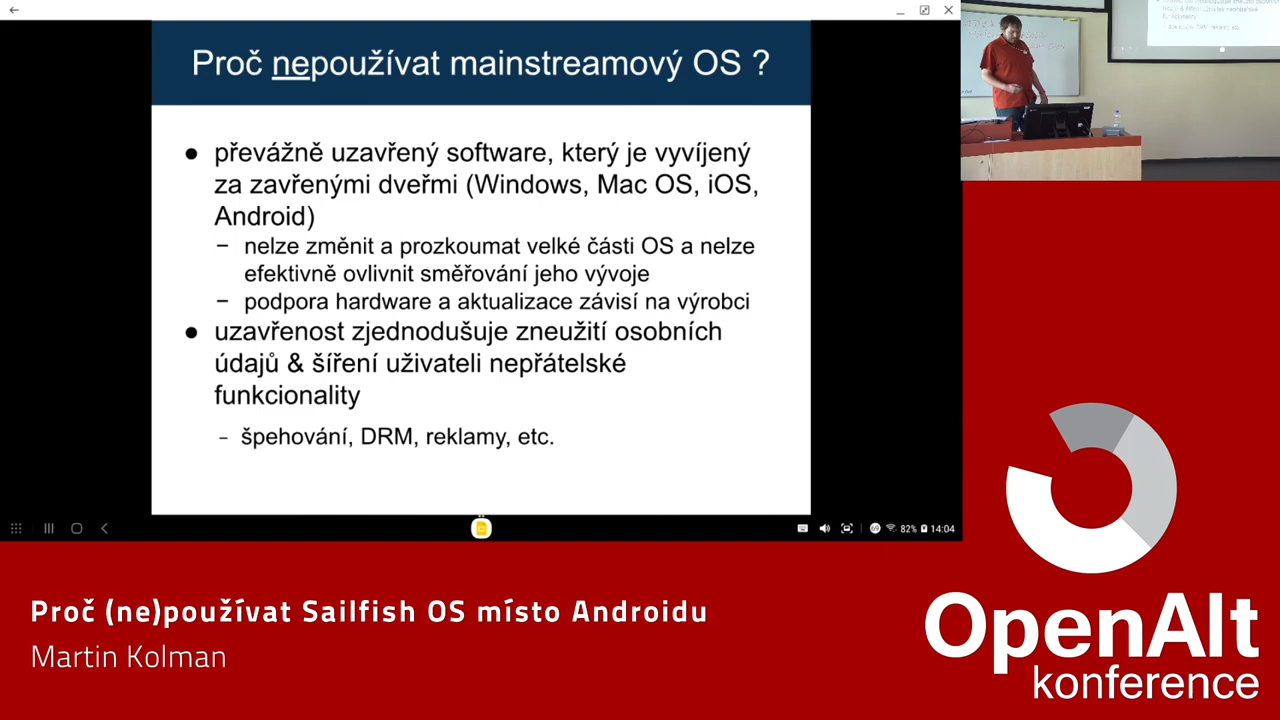 Proč nepoužívat mainstreamový OS ?
● převážně uzavřený software, který je vyvíjený
za zavřenými dveřmi (Windows, Mac OS, iOS,
Android)
− nelze změnit a prozkoumat velké části OS a nelze
efektivně ovlivnit směřování jeho vývoje
− podpora hardware a aktualizace závisí na výrobci
● uzavřenost zjednodušuje zneužití osobních
údajů & šíření uživateli nepřátelské
funkcionality
− špehování, DRM, reklamy, etc.
82% 14:04
Proč (ne)používat Sailfish OS místo Androidu
Martin Kolman
OpenAlt
konference